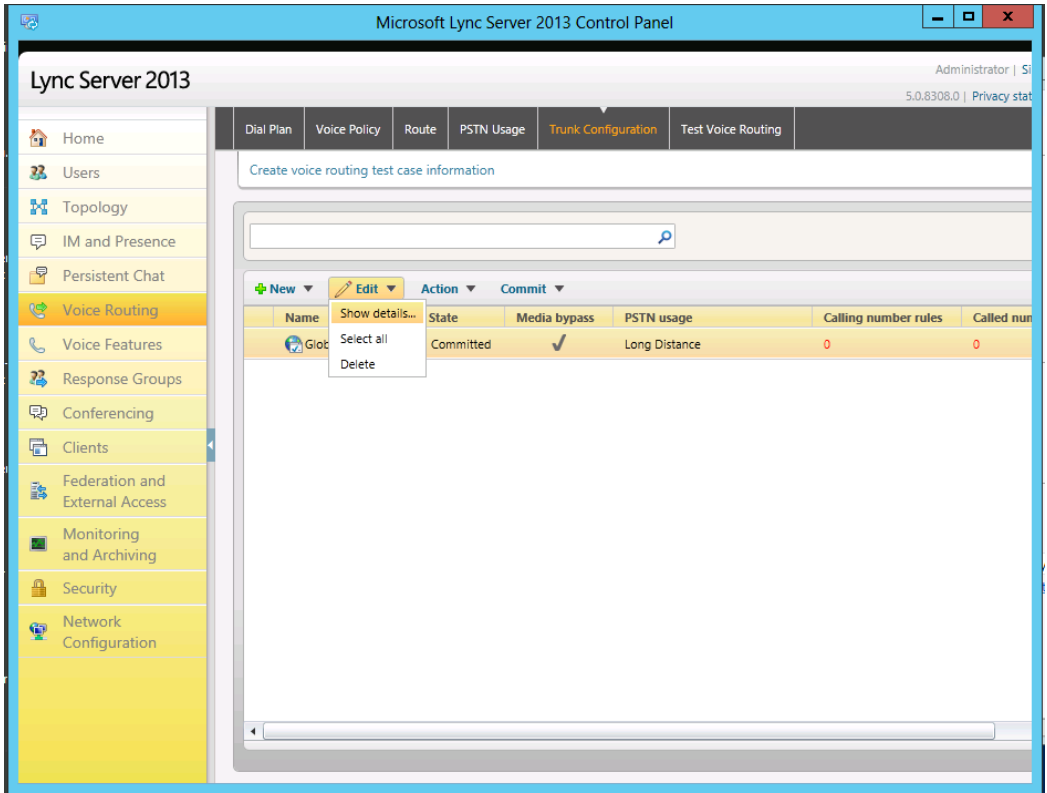 Microsoft Lync Server 2013 Control Panel
Lync Server 2013
Administrator | Si
5.0.8308.0 | Privacy stat
Home
Users
Topology
IM and Presence
Persistent Chat
Voice Routing
Voice Features
Response Groups
Conferencing
Clients
Federation and
External Access
Monitoring
and Archiving
Security
Network
Configuration
Dial Plan Voice Policy Route PSTN Usage Trunk Configuration Test Voice Routing
Create voice routing test case information
New Edit Action Commit
Show details...
Select all
Delete
Name State Media bypass PSTN usage Calling number rules Called num
Glob Committed Long Distance 0 0